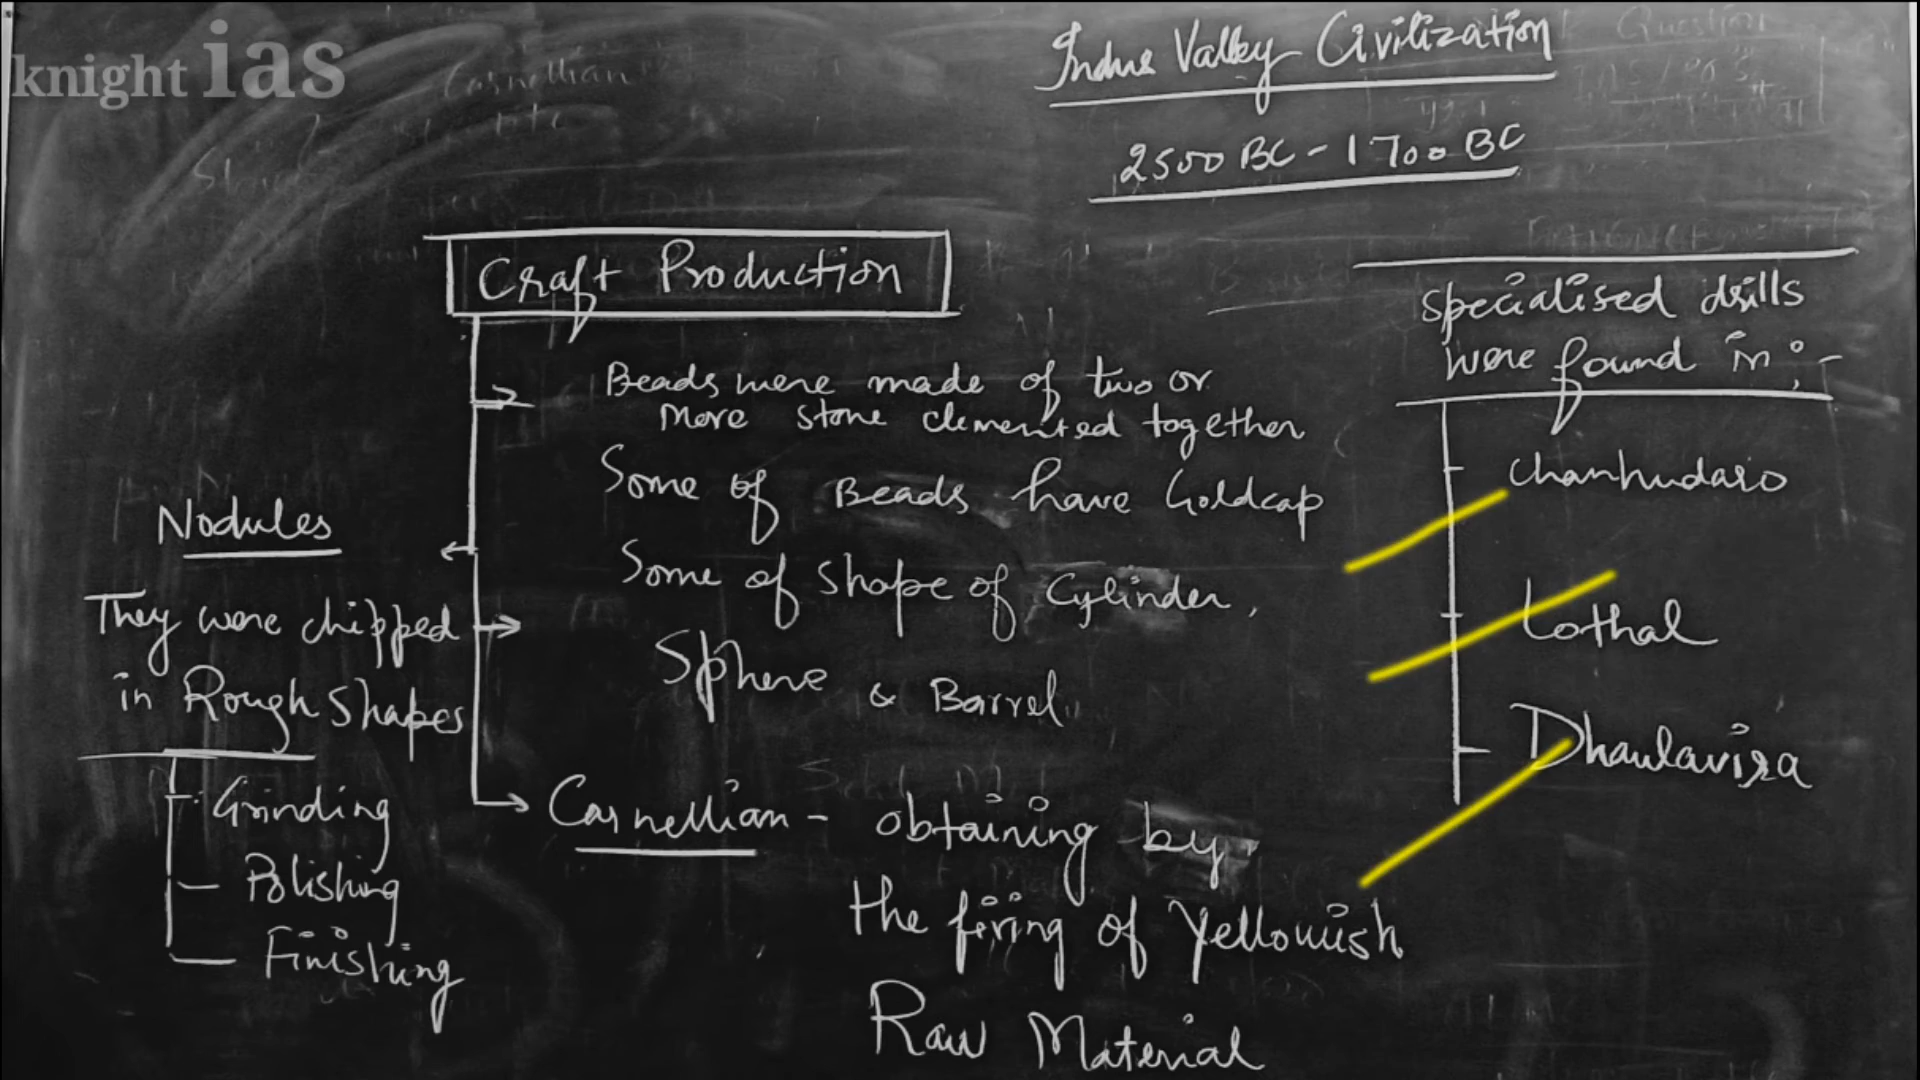 knight ias
Indus Valley Civilization
2500 BC - 1700 BC
Craft Production
Beads were made of two or
More stone clemented together
Some of Beads have Goldcap
Some of Shape of Cylinder,
Sphere & Barrel
Carnellian - obtaining by
the firing of Yellowish
Raw Material
Nodules
They were chipped
in Rough Shapes
Grinding
Polishing
Finishing
Specialised drills
were found in :-
Chanhudaro
Lothal
Dhaulavira